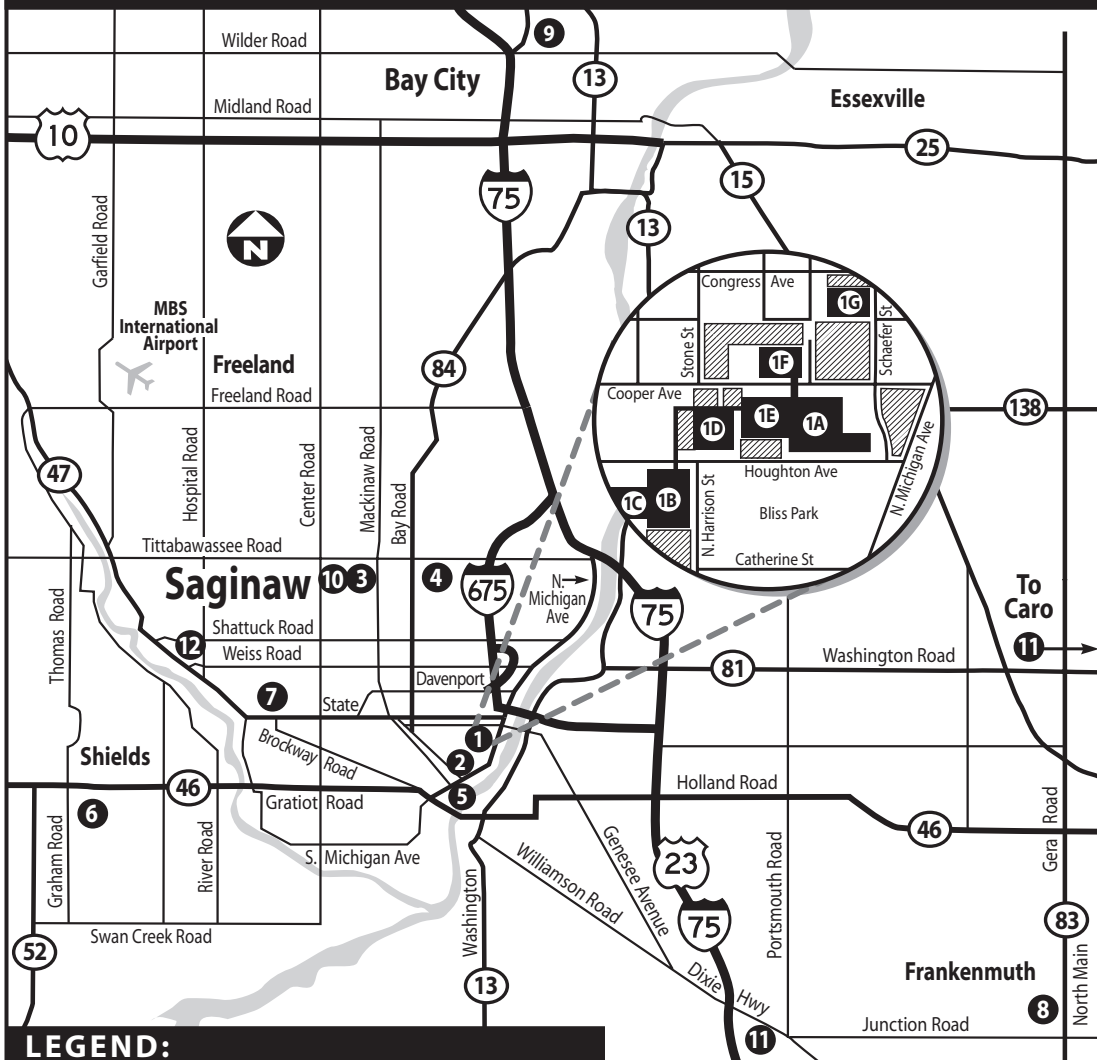 Wilder Road
9
Bay City
13
Essexville
Midland Road
10
25
75
15
13
Garfield Road
N
MBS
International
Airport
Freeland
Freeland Road
84
Congress Ave
1G
Schaefer St
Stone St
1F
Cooper Ave
1D
1E
1A
138
Houghton Ave
N. Michigan Ave
1C
1B
N. Harrison St
Bliss Park
Catherine St
47
Hospital Road
Center Road
Mackinaw Road
Bay Road
Tittabawassee Road
Saginaw
10
3
4
675
N.
Michigan
Ave
75
To
Caro
11
Thomas Road
12
Shattuck Road
Weiss Road
Davenport
81
Washington Road
7
State
Brockway Road
1
2
5
Shields
46
Gratiot Road
Holland Road
46
6
Graham Road
River Road
S. Michigan Ave
Williamson Road
Genesee Avenue
23
Portsmouth Road
Gera Road
Swan Creek Road
Washington
75
83
52
13
Dixie Hwy
11
Frankenmuth
8
North Main
Junction Road
LEGEND: